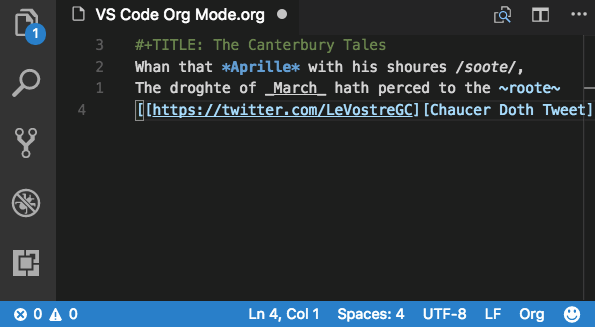 VS Code Org Mode.org
1
3 #+TITLE: The Canterbury Tales
2 Whan that *Aprille* with his shoures /soote/,
1 The droghte of _March_ hath perced to the ~roote~
4 [[https://twitter.com/LeVostreGC][Chaucer Doth Tweet]
0 0 Ln 4, Col 1 Spaces: 4 UTF-8 LF Org